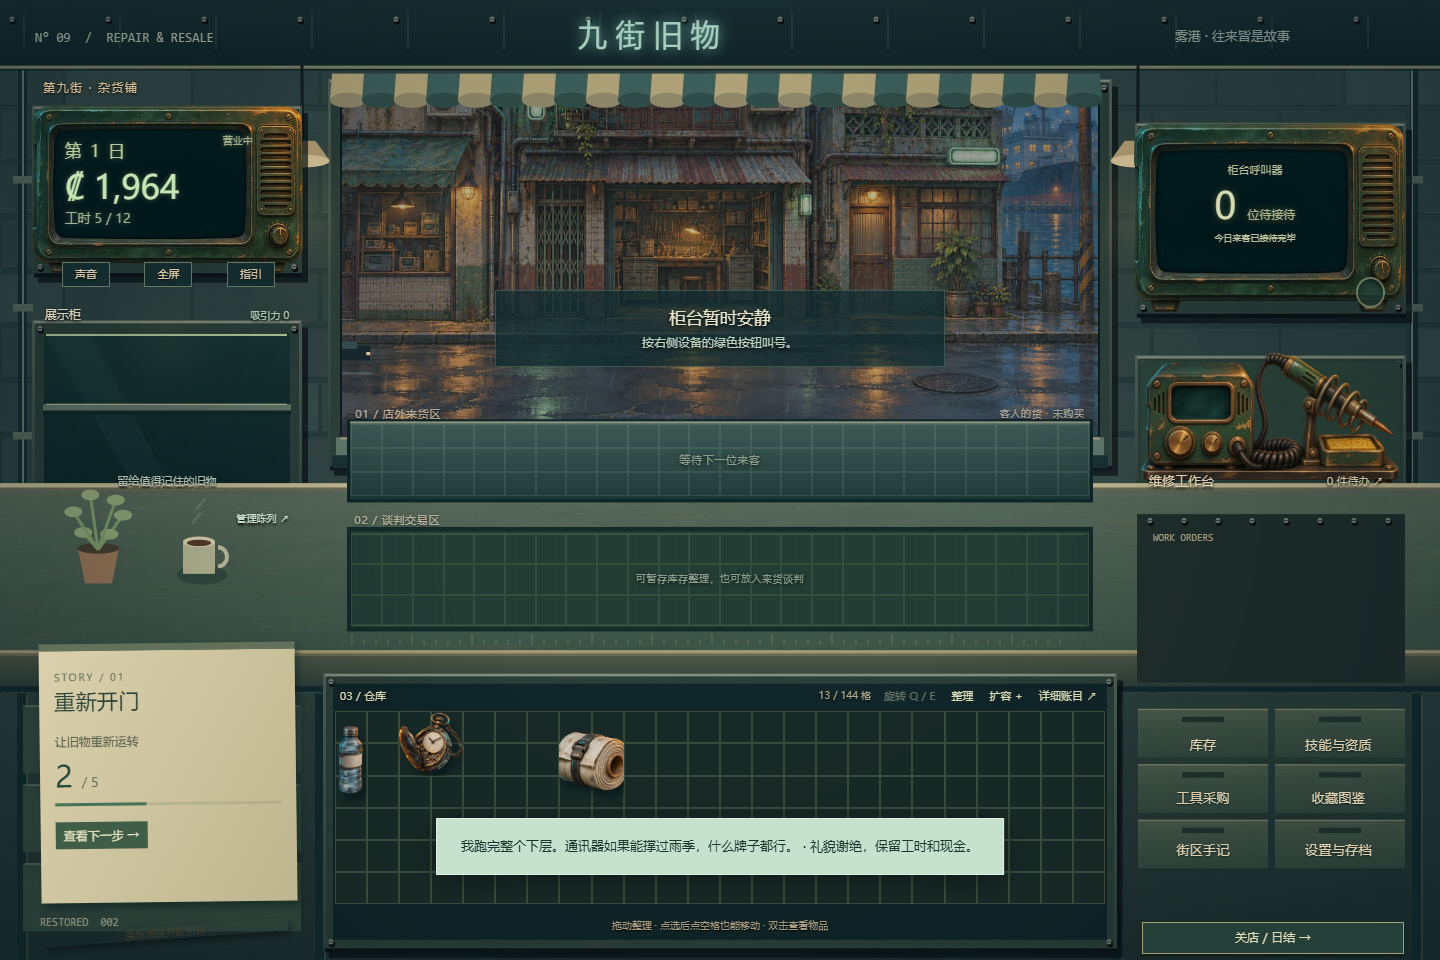 N° 09 / REPAIR & RESALE
九街旧物
雾港 · 往来皆是故事
第九街 · 杂货铺
营业中
第 1 日
₡ 1,964
工时 5 / 12
声音
全屏
指引
柜台呼叫器
0 位待接待
今日来客已接待完毕
展示柜
吸引力 0
留给值得记住的旧物
管理陈列 ↗
柜台暂时安静
按右侧设备的绿色按钮叫号。
01 / 店外来货区
客人的货 · 未购买
等待下一位来客
02 / 谈判交易区
可暂存库存整理，也可放入来货谈判
维修工作台
0 件待办 ↗
WORK ORDERS
STORY / 01
重新开门
让旧物重新运转
2 / 5
查看下一步 →
RESTORED 002
03 / 仓库
13 / 144 格
旋转 Q / E
整理
扩容 +
详细账目 ↗
我跑完整个下层。通讯器如果能撑过雨季，什么牌子都行。 · 礼貌谢绝，保留工时和现金。
拖动整理 · 点选后点空格也能移动 · 双击查看物品
库存
技能与资质
工具采购
收藏图鉴
街区手记
设置与存档
关店 / 日结 →